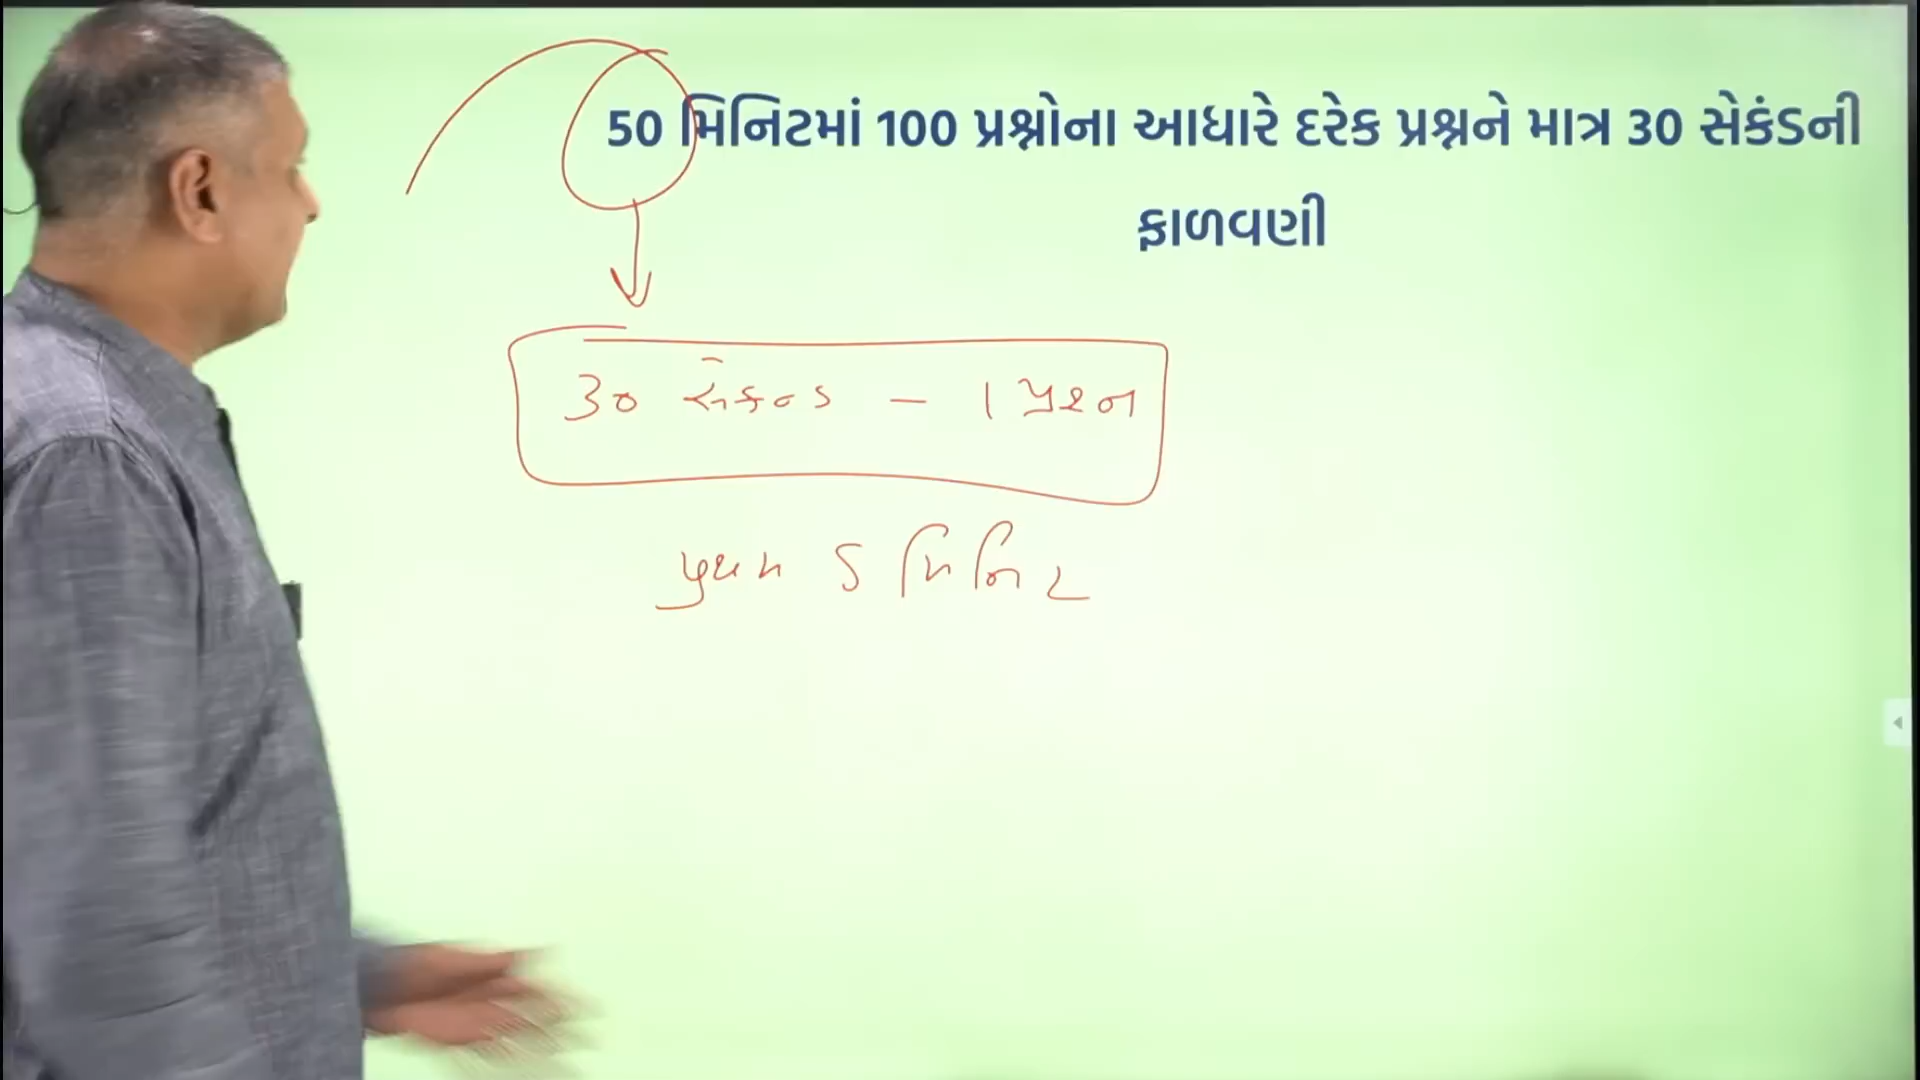 50 મિનિટમાં 100 પ્રશ્નોના આધારે દરેક પ્રશ્નને માત્ર 30 સેકંડની
ફાળવણી
30 સેકન્ડ - 1 પ્રશ્ન
પ્રથમ 5 મિનિટ